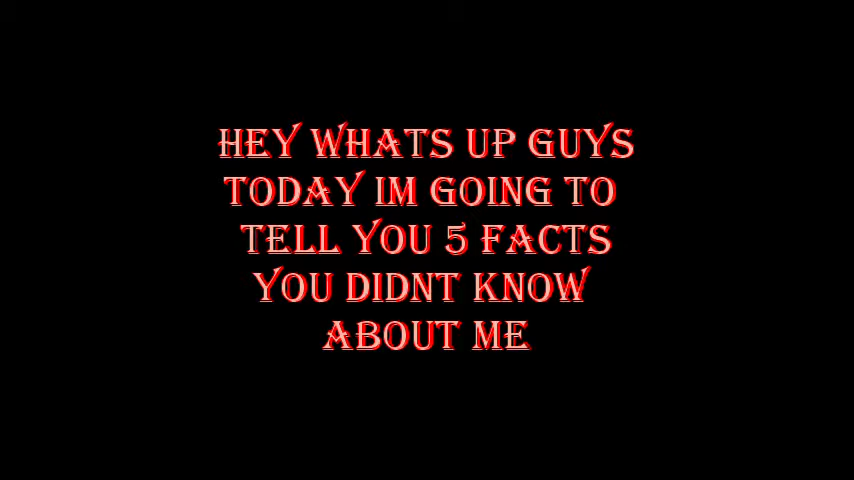 HEY WHATS UP GUYS
TODAY IM GOING TO
TELL YOU 5 FACTS
YOU DIDNT KNOW
ABOUT ME